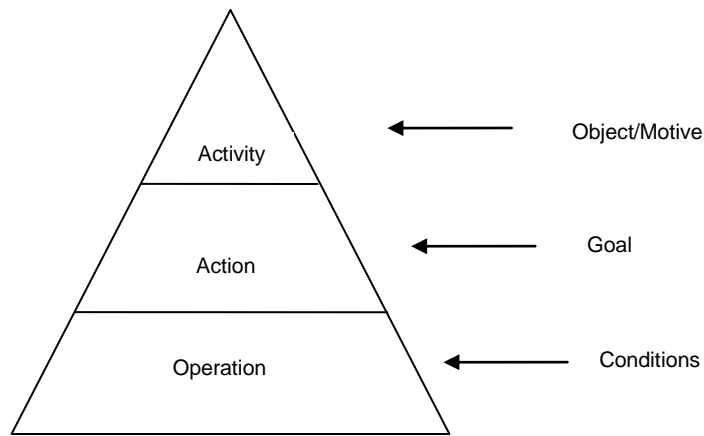 Activity
Object/Motive
Action
Goal
Operation
Conditions